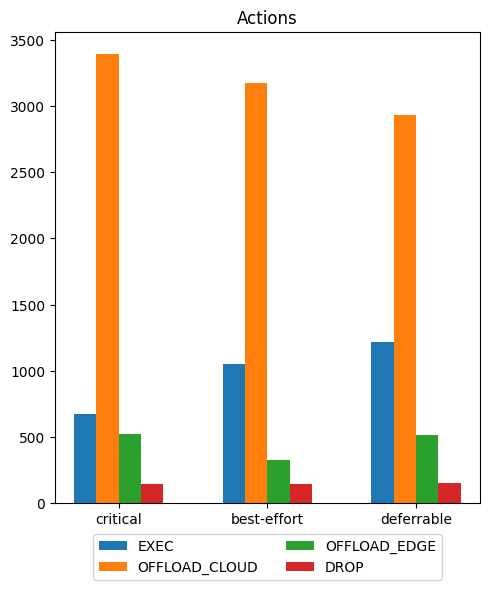 Actions
3500
3000
2500
2000
1500
1000
500
0
critical best-effort deferrable
EXEC OFFLOAD_EDGE
OFFLOAD_CLOUD DROP